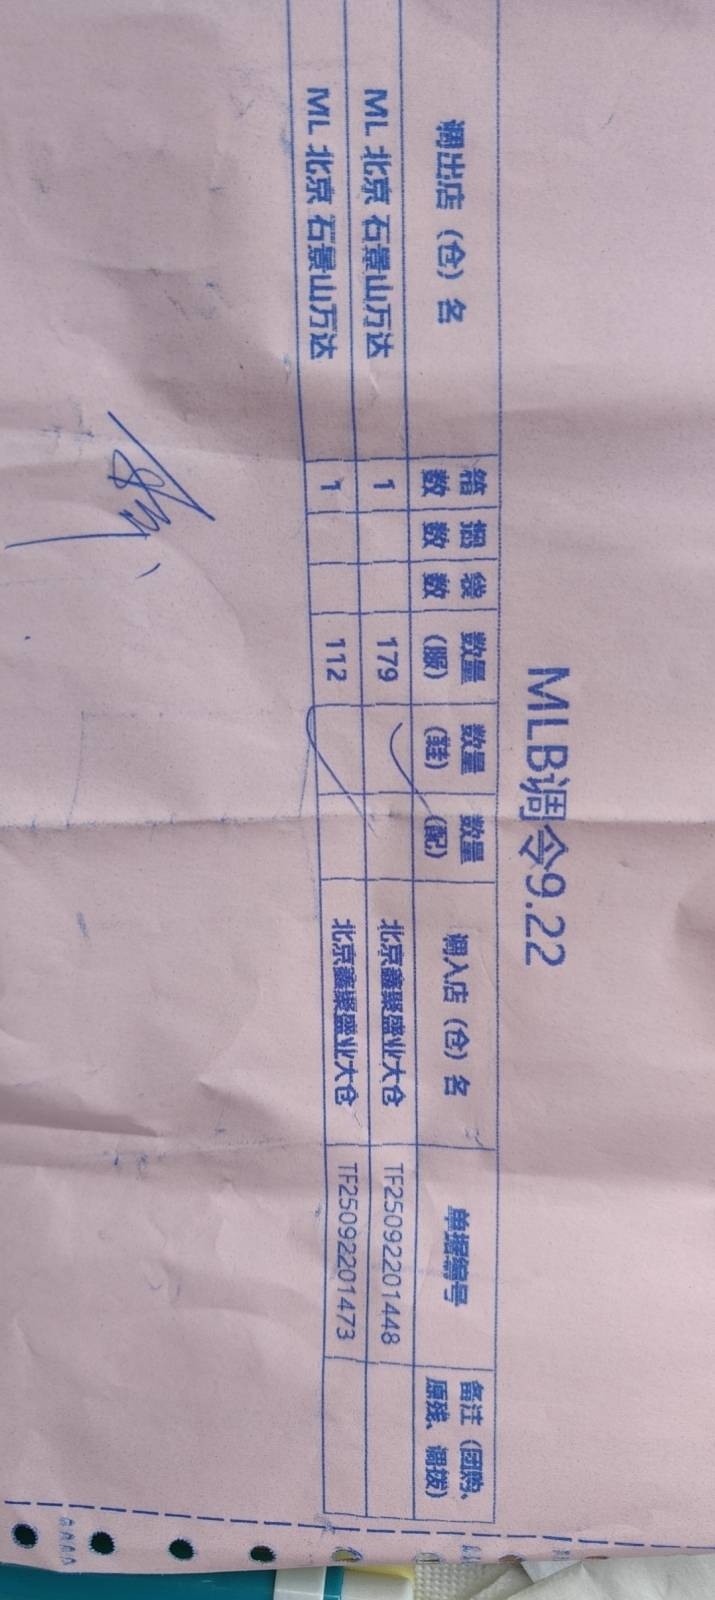 MLB调令9.22
调出店（仓）名 箱数 捆数 袋数 数量（服） 数量（鞋） 数量（配） 调入店（仓）名 单据编号 备注（团购、原残、调拨）
ML 北京 石景山万达 1 179 北京鑫聚盛业大仓 TF25092201448
ML 北京 石景山万达 1 112 北京鑫聚盛业大仓 TF25092201473